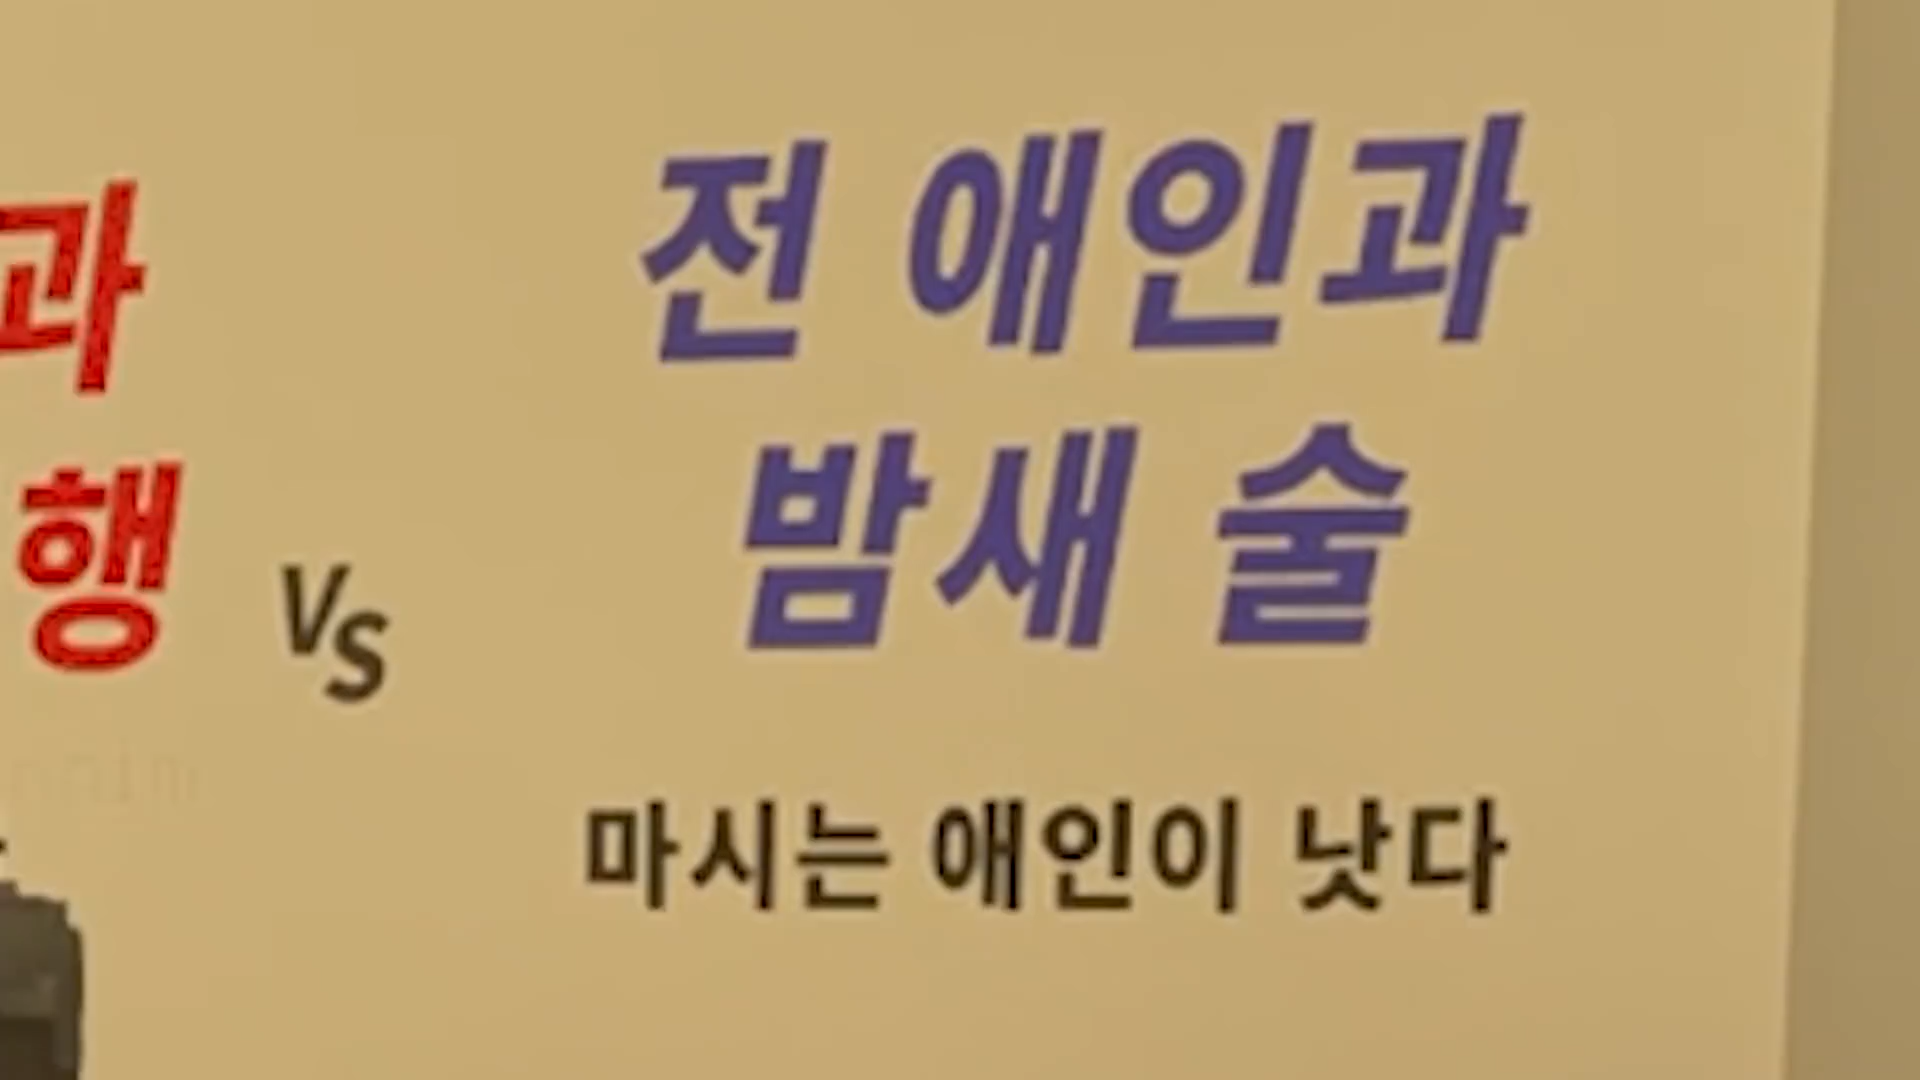 과
행
VS
전 애인과
밤새 술
마시는 애인이 낫다